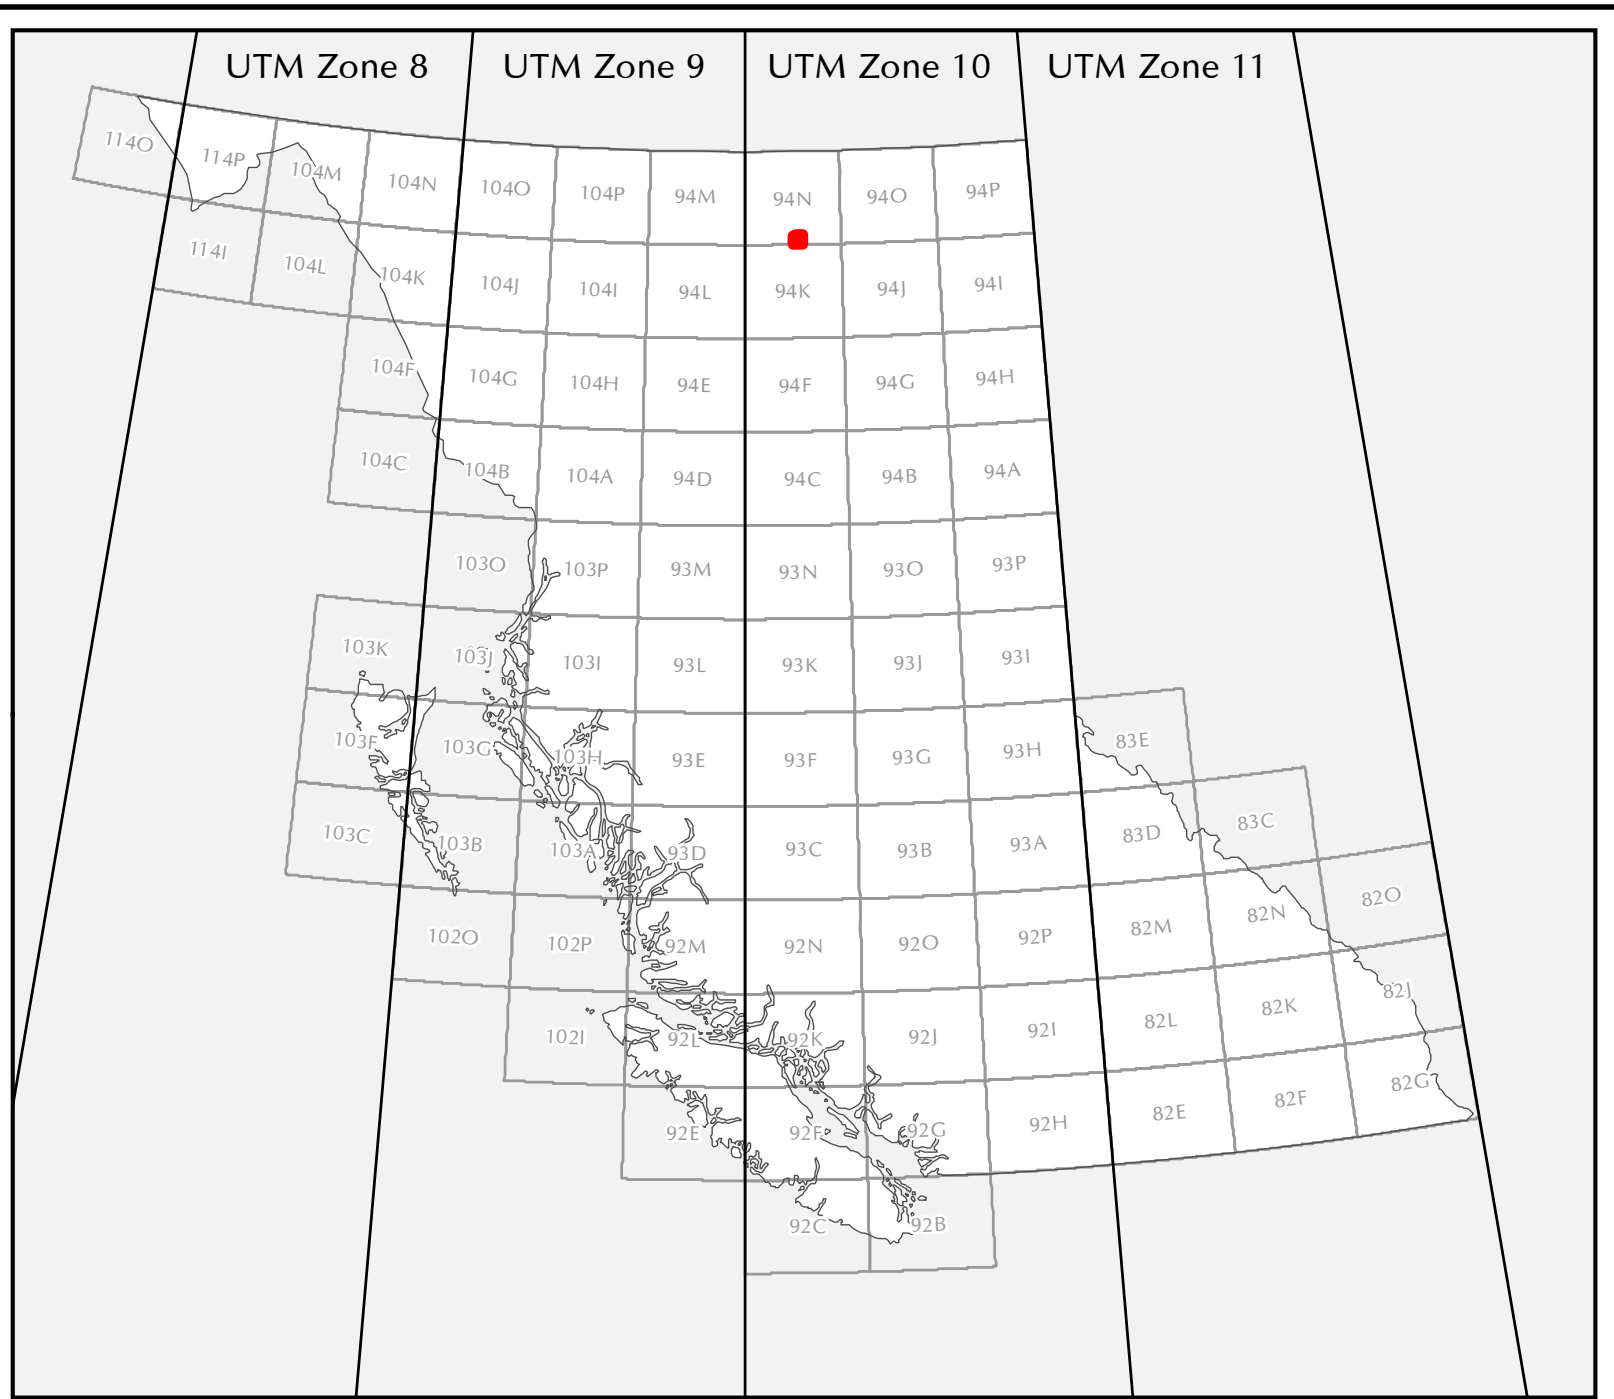 UTM Zone 8 UTM Zone 9 UTM Zone 10 UTM Zone 11
114O 114P 104M 104N 104O 104P 94M 94N 94O 94P
114I 104L 104K 104J 104I 94L 94K 94J 94I
104F 104G 104H 94E 94F 94G 94H
104C 104B 104A 94D 94C 94B 94A
103O 103P 93M 93N 93O 93P
103K 103J 103I 93L 93K 93J 93I
103F 103G 103H 93E 93F 93G 93H 83E
103C 103B 103A 93D 93C 93B 93A 83D 83C
102O 102P 92M 92N 92O 92P 82M 82N 82O
102I 92L 92K 92J 92I 82L 82K 82J
92E 92F 92G 92H 82E 82F 82G
92C 92B